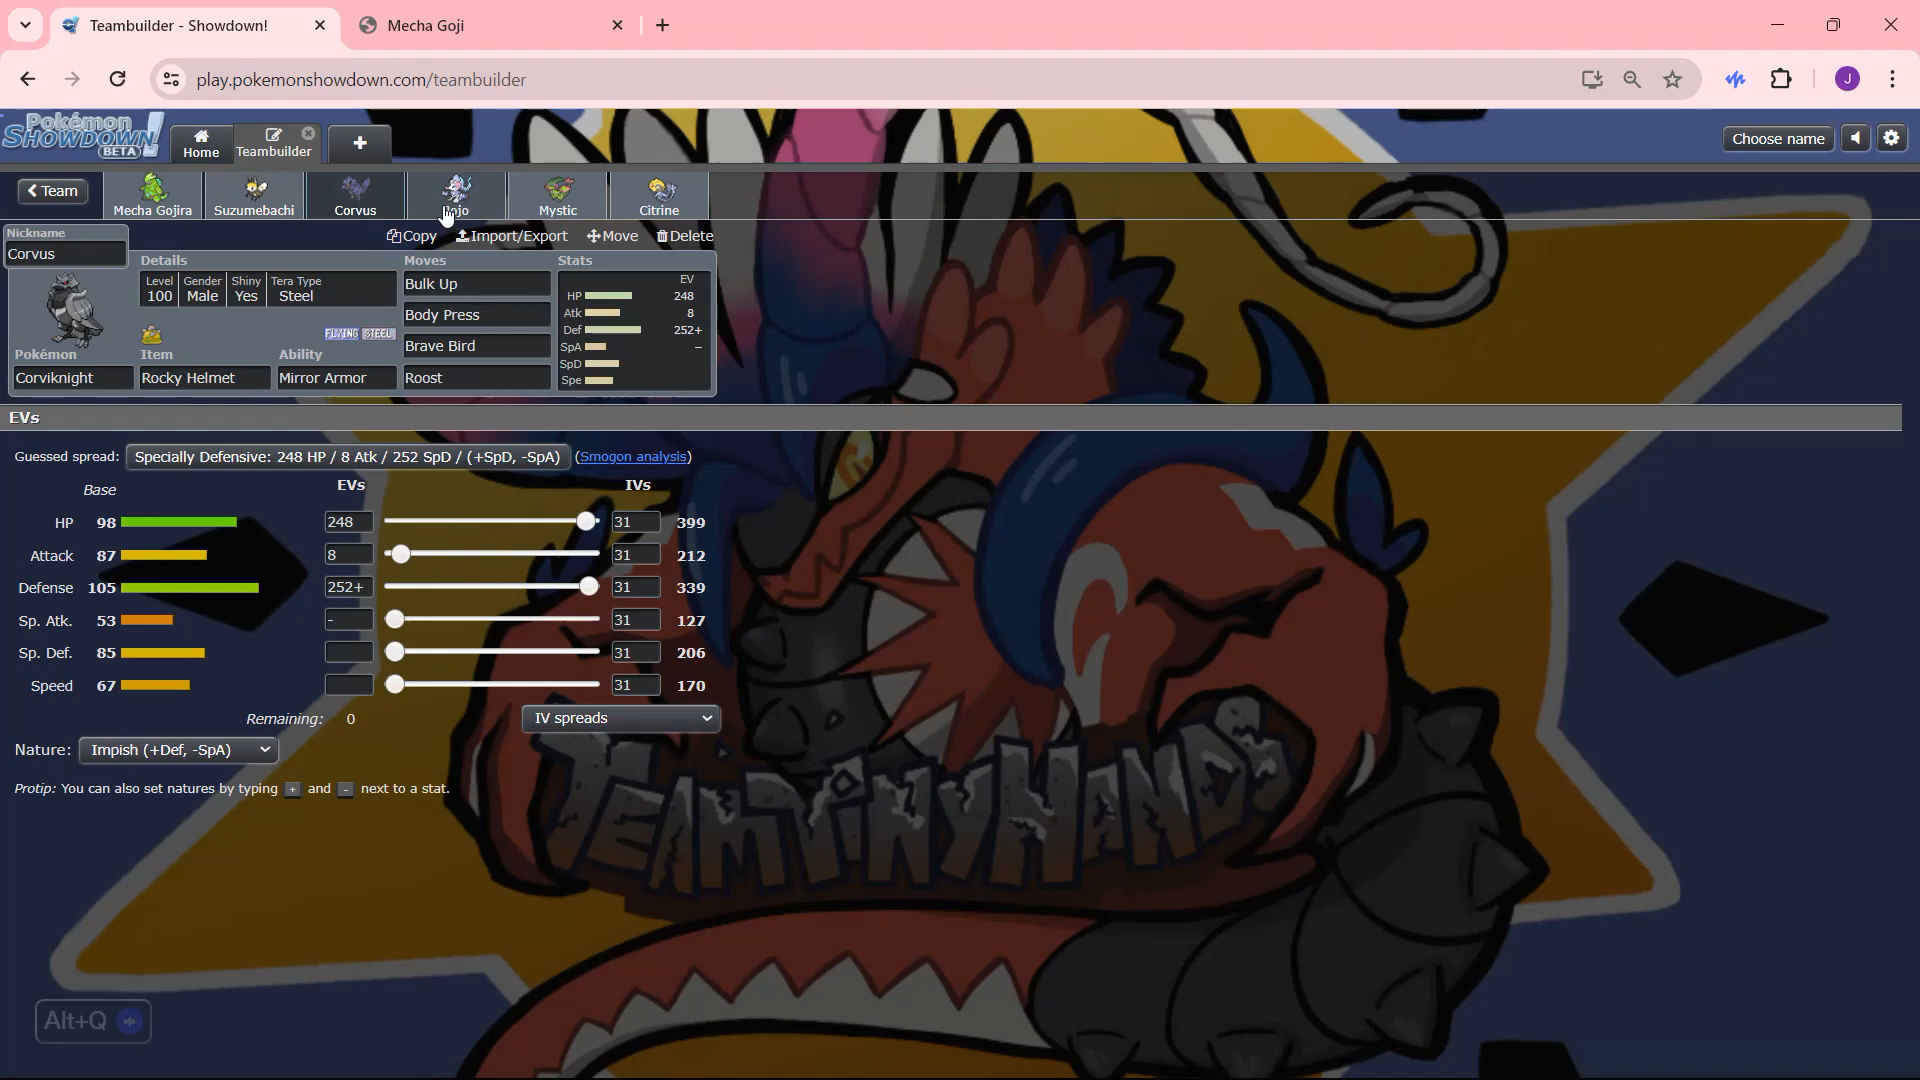 Teambuilder - Showdown!
Mecha Goji
play.pokemonshowdown.com/teambuilder
J
Pokémon
SHOWDOWN!
BETA
Home
Teambuilder
Choose name
Team
Mecha Gojira
Suzumebachi
Corvus
Mystic
Citrine
Copy
Import/Export
Move
Delete
Nickname
Corvus
Details
Level
100
Gender
Male
Shiny
Yes
Tera Type
Steel
FLYING STEEL
Pokémon
Corviknight
Item
Rocky Helmet
Ability
Mirror Armor
Moves
Bulk Up
Body Press
Brave Bird
Roost
Stats
EV
HP 248
Atk 8
Def 252+
SpA −
SpD
Spe
EVs
Guessed spread: Specially Defensive: 248 HP / 8 Atk / 252 SpD / (+SpD, -SpA) (Smogon analysis)
Base EVs IVs
HP 98 248 31 399
Attack 87 8 31 212
Defense 105 252+ 31 339
Sp. Atk. 53 - 31 127
Sp. Def. 85 31 206
Speed 67 31 170
Remaining: 0
IV spreads
Nature: Impish (+Def, -SpA)
Protip: You can also set natures by typing + and - next to a stat.
TEAMTINYHANDS
Alt+Q